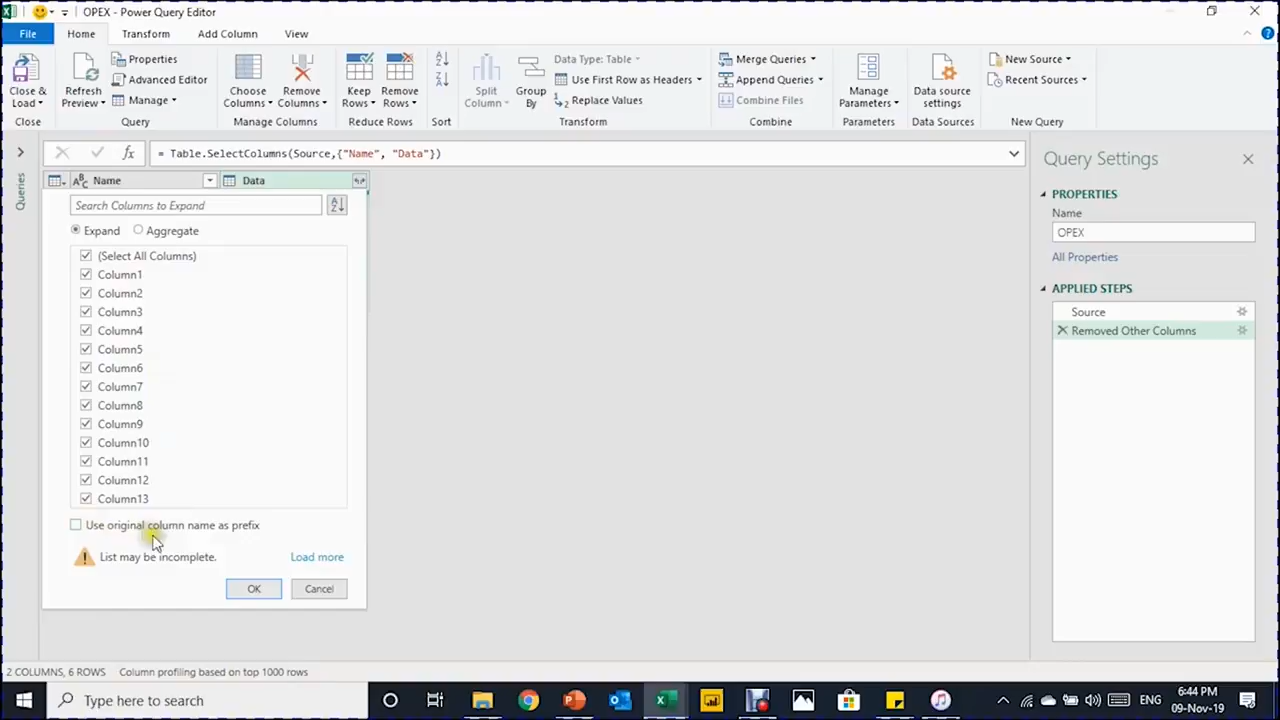 OPEX - Power Query Editor
File
Home
Transform
Add Column
View
Close & Load
Close
Refresh Preview
Properties
Advanced Editor
Manage
Query
Choose Columns
Remove Columns
Manage Columns
Keep Rows
Remove Rows
Reduce Rows
Sort
Split Column
Group By
Data Type: Table
Use First Row as Headers
Replace Values
Transform
Merge Queries
Append Queries
Combine Files
Combine
Manage Parameters
Parameters
Data source settings
Data Sources
New Source
Recent Sources
New Query
Queries
fx
= Table.SelectColumns(Source,{"Name", "Data"})
ABC Name
Data
Search Columns to Expand
Expand
Aggregate
(Select All Columns)
Column1
Column2
Column3
Column4
Column5
Column6
Column7
Column8
Column9
Column10
Column11
Column12
Column13
Use original column name as prefix
List may be incomplete.
Load more
OK
Cancel
Query Settings
PROPERTIES
Name
OPEX
All Properties
APPLIED STEPS
Source
Removed Other Columns
2 COLUMNS, 6 ROWS
Column profiling based on top 1000 rows
Type here to search
ENG
6:44 PM
09-Nov-19